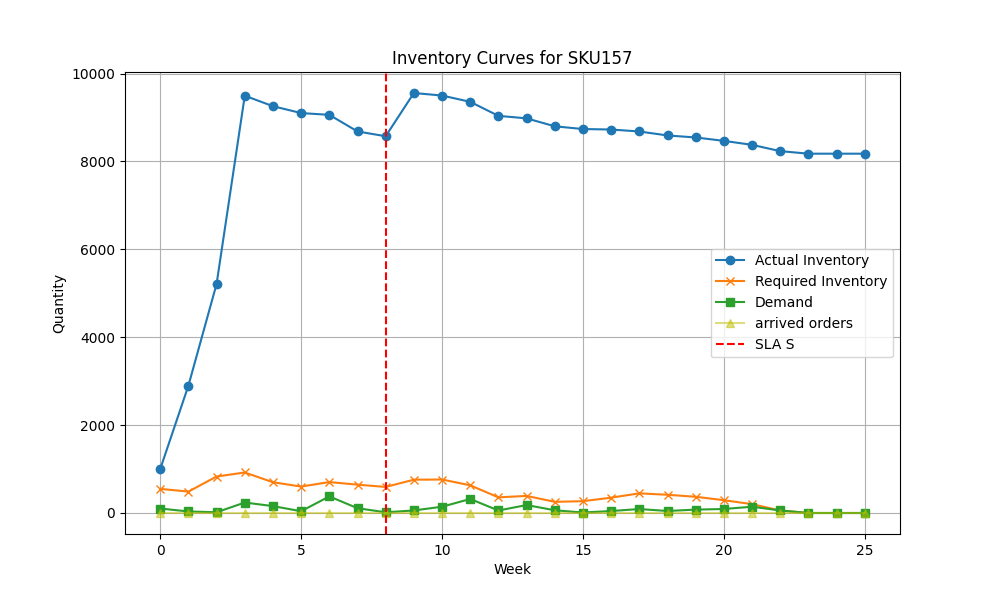 Inventory Curves for SKU157
10000
8000
6000
4000
2000
0
Quantity
Actual Inventory
Required Inventory
Demand
arrived orders
SLA S
0 5 10 15 20 25
Week